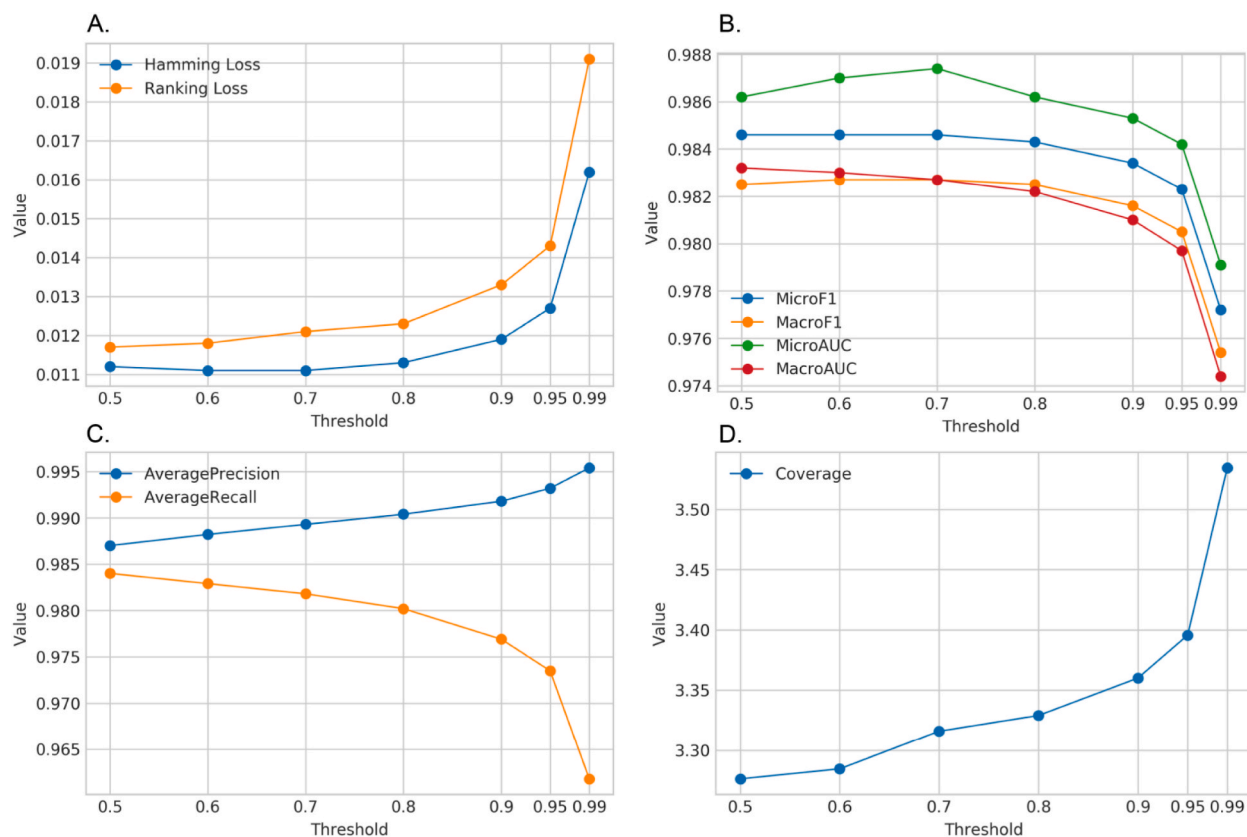 A.
Hamming Loss
Ranking Loss
0.019
0.018
0.017
0.016
0.015
0.014
0.013
0.012
0.011
Value
0.5 0.6 0.7 0.8 0.9 0.95 0.99
Threshold
B.
0.988
0.986
0.984
0.982
0.980
0.978
0.976
0.974
Value
MicroF1
MacroF1
MicroAUC
MacroAUC
0.5 0.6 0.7 0.8 0.9 0.95 0.99
Threshold
C.
AveragePrecision
AverageRecall
0.995
0.990
0.985
0.980
0.975
0.970
0.965
Value
0.5 0.6 0.7 0.8 0.9 0.95 0.99
Threshold
D.
Coverage
3.50
3.45
3.40
3.35
3.30
Value
0.5 0.6 0.7 0.8 0.9 0.95 0.99
Threshold